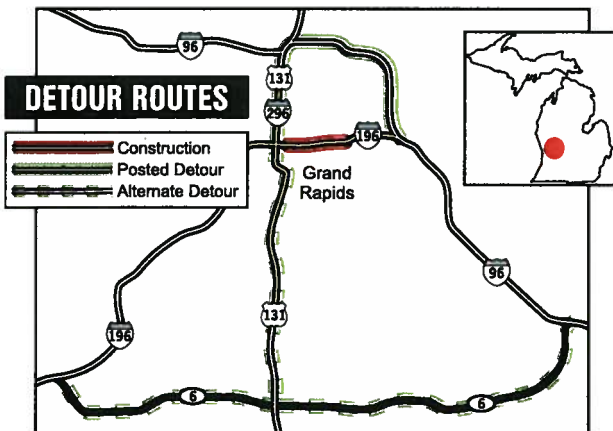 96
131
DETOUR ROUTES
296
Construction
196
Posted Detour
Grand
Rapids
Alternate Detour
96
131
196
6
6